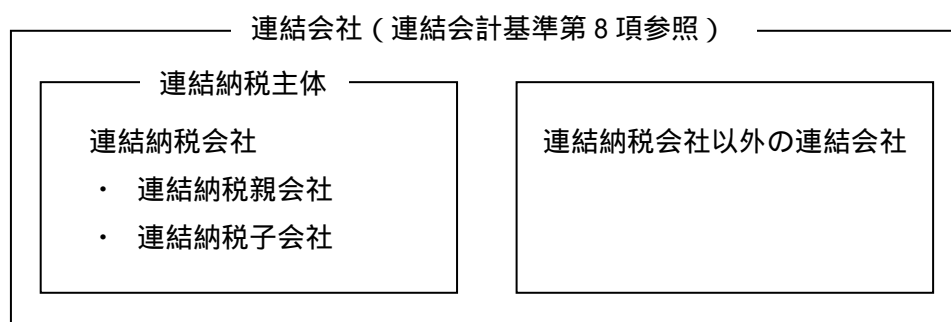 連結会社(連結会計基準第8項参照)
連結納税主体
連結納税会社
・ 連結納税親会社
・ 連結納税子会社
連結納税会社以外の連結会社